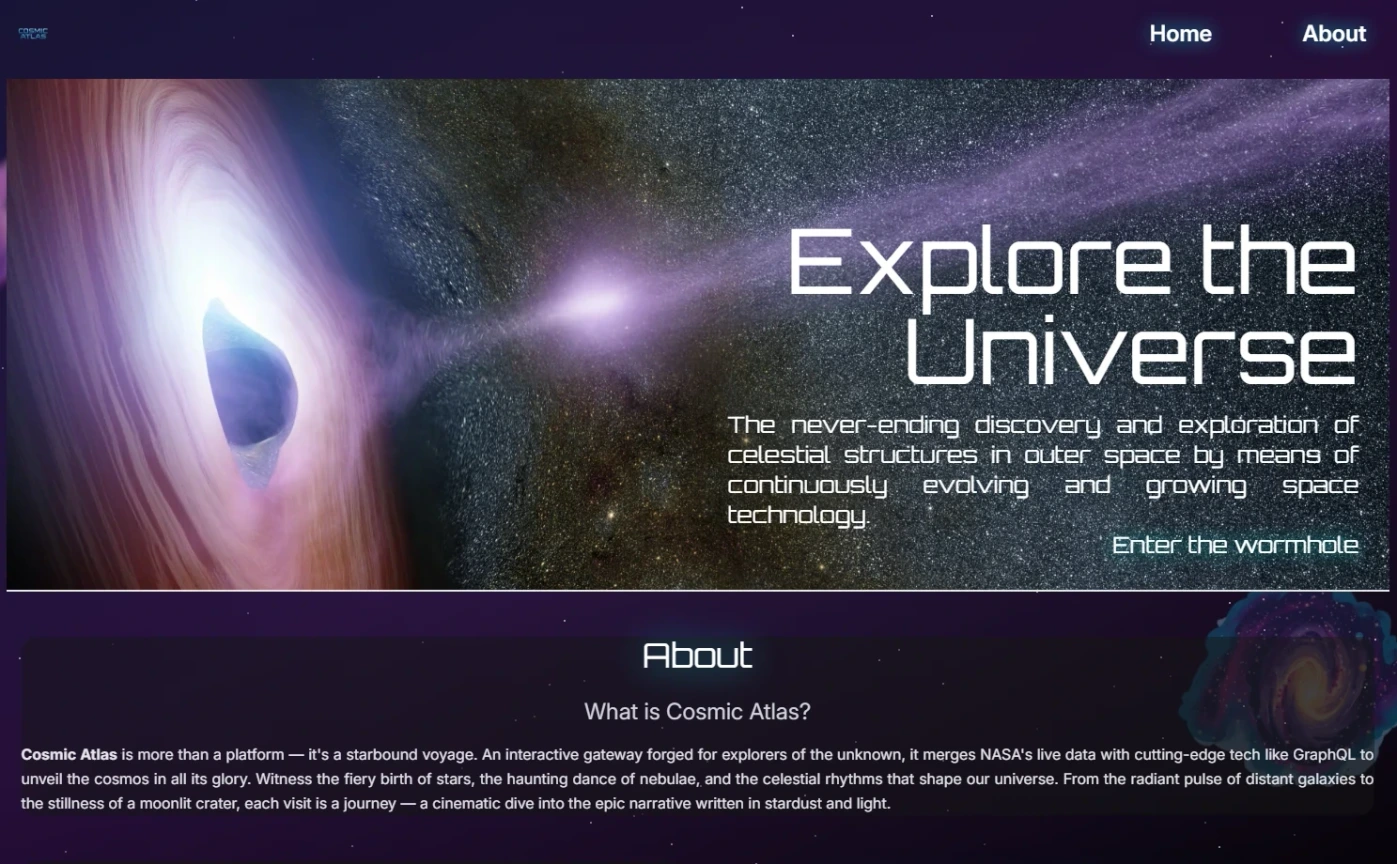 COSMIC
ATLAS
Home
About
Explore the
Universe
The never-ending discovery and exploration of
celestial structures in outer space by means of
continuously evolving and growing space
technology.
Enter the wormhole
About
What is Cosmic Atlas?
Cosmic Atlas is more than a platform — it's a starbound voyage. An interactive gateway forged for explorers of the unknown, it merges NASA's live data with cutting-edge tech like GraphQL to
unveil the cosmos in all its glory. Witness the fiery birth of stars, the haunting dance of nebulae, and the celestial rhythms that shape our universe. From the radiant pulse of distant galaxies to
the stillness of a moonlit crater, each visit is a journey — a cinematic dive into the epic narrative written in stardust and light.